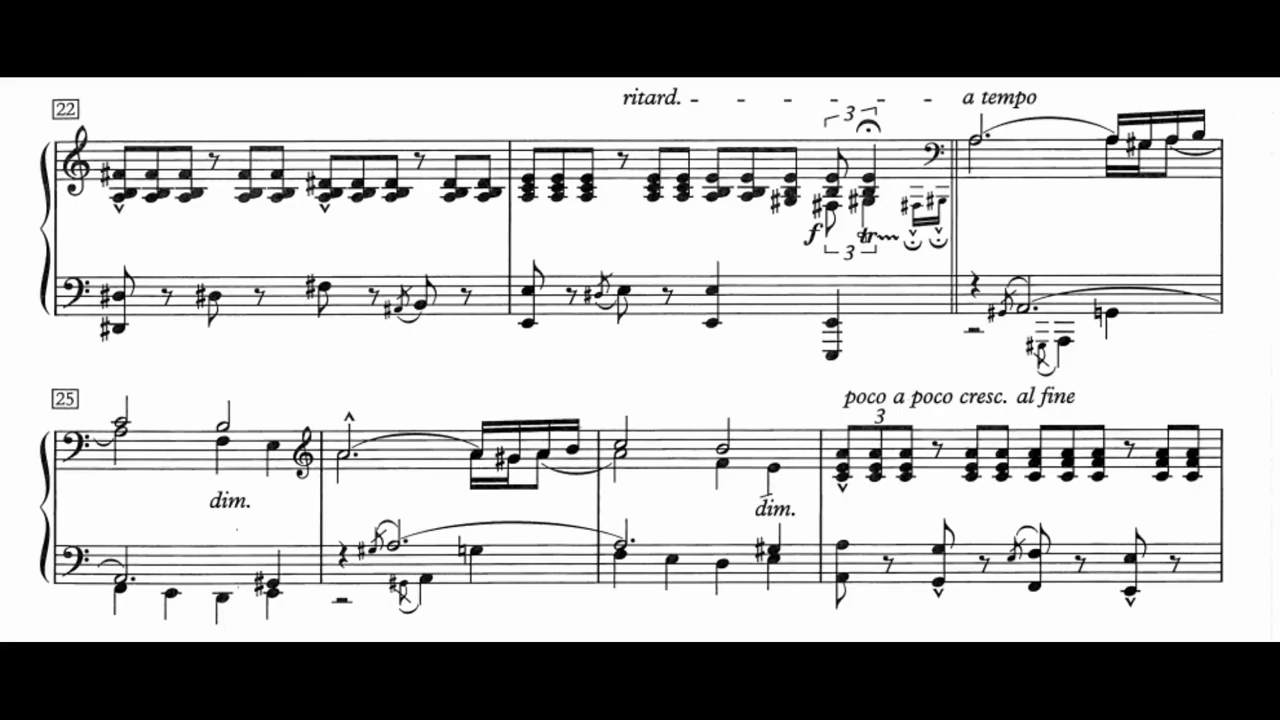 ritard. - - - - - - a tempo
22
3
f tr
3
25
poco a poco cresc. al fine
3
dim.
dim.